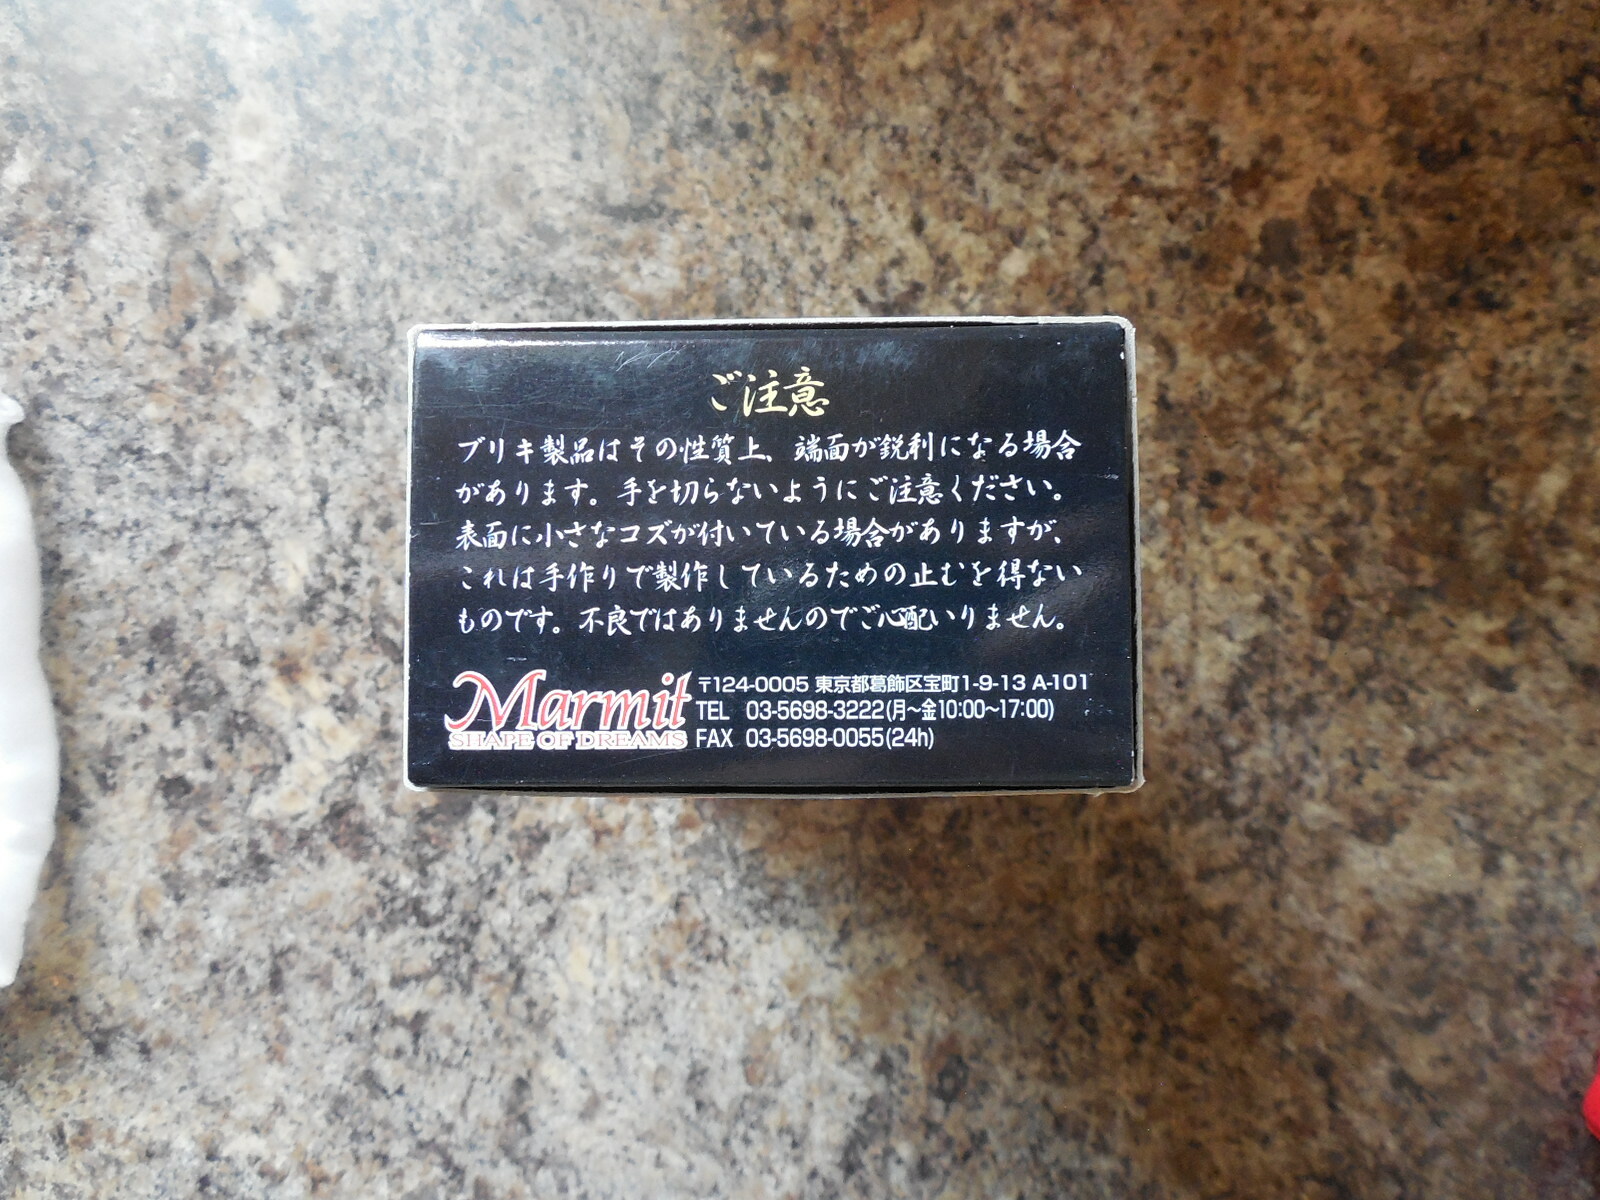 ご注意
ブリキ製品はその性質上、端面が鋭利になる場合
があります。手を切らないようにご注意ください。
表面に小さなコズが付いている場合がありますが、
これは手作りで製作しているための止むを得ない
ものです。不良ではありませんのでご心配いりません。
Marmit
SHAPE OF DREAMS
〒124-0005 東京都葛飾区宝町1-9-13 A-101
TEL 03-5698-3222(月～金10:00～17:00)
FAX 03-5698-0055(24h)